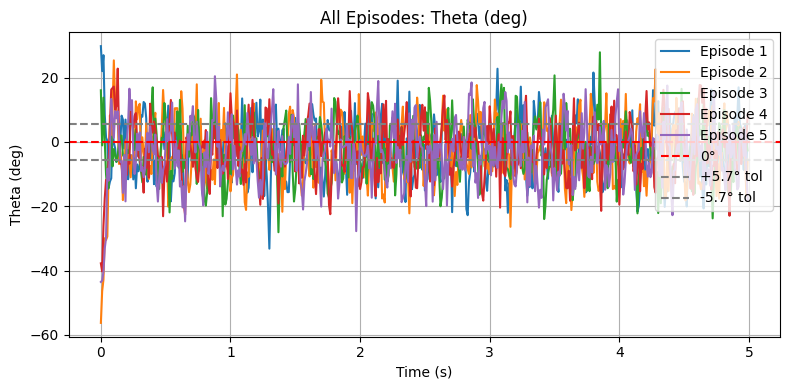 All Episodes: Theta (deg)
Theta (deg)
20
0
−20
−40
−60
0
1
2
3
4
5
Time (s)
Episode 1
Episode 2
Episode 3
Episode 4
Episode 5
0°
+5.7° tol
-5.7° tol